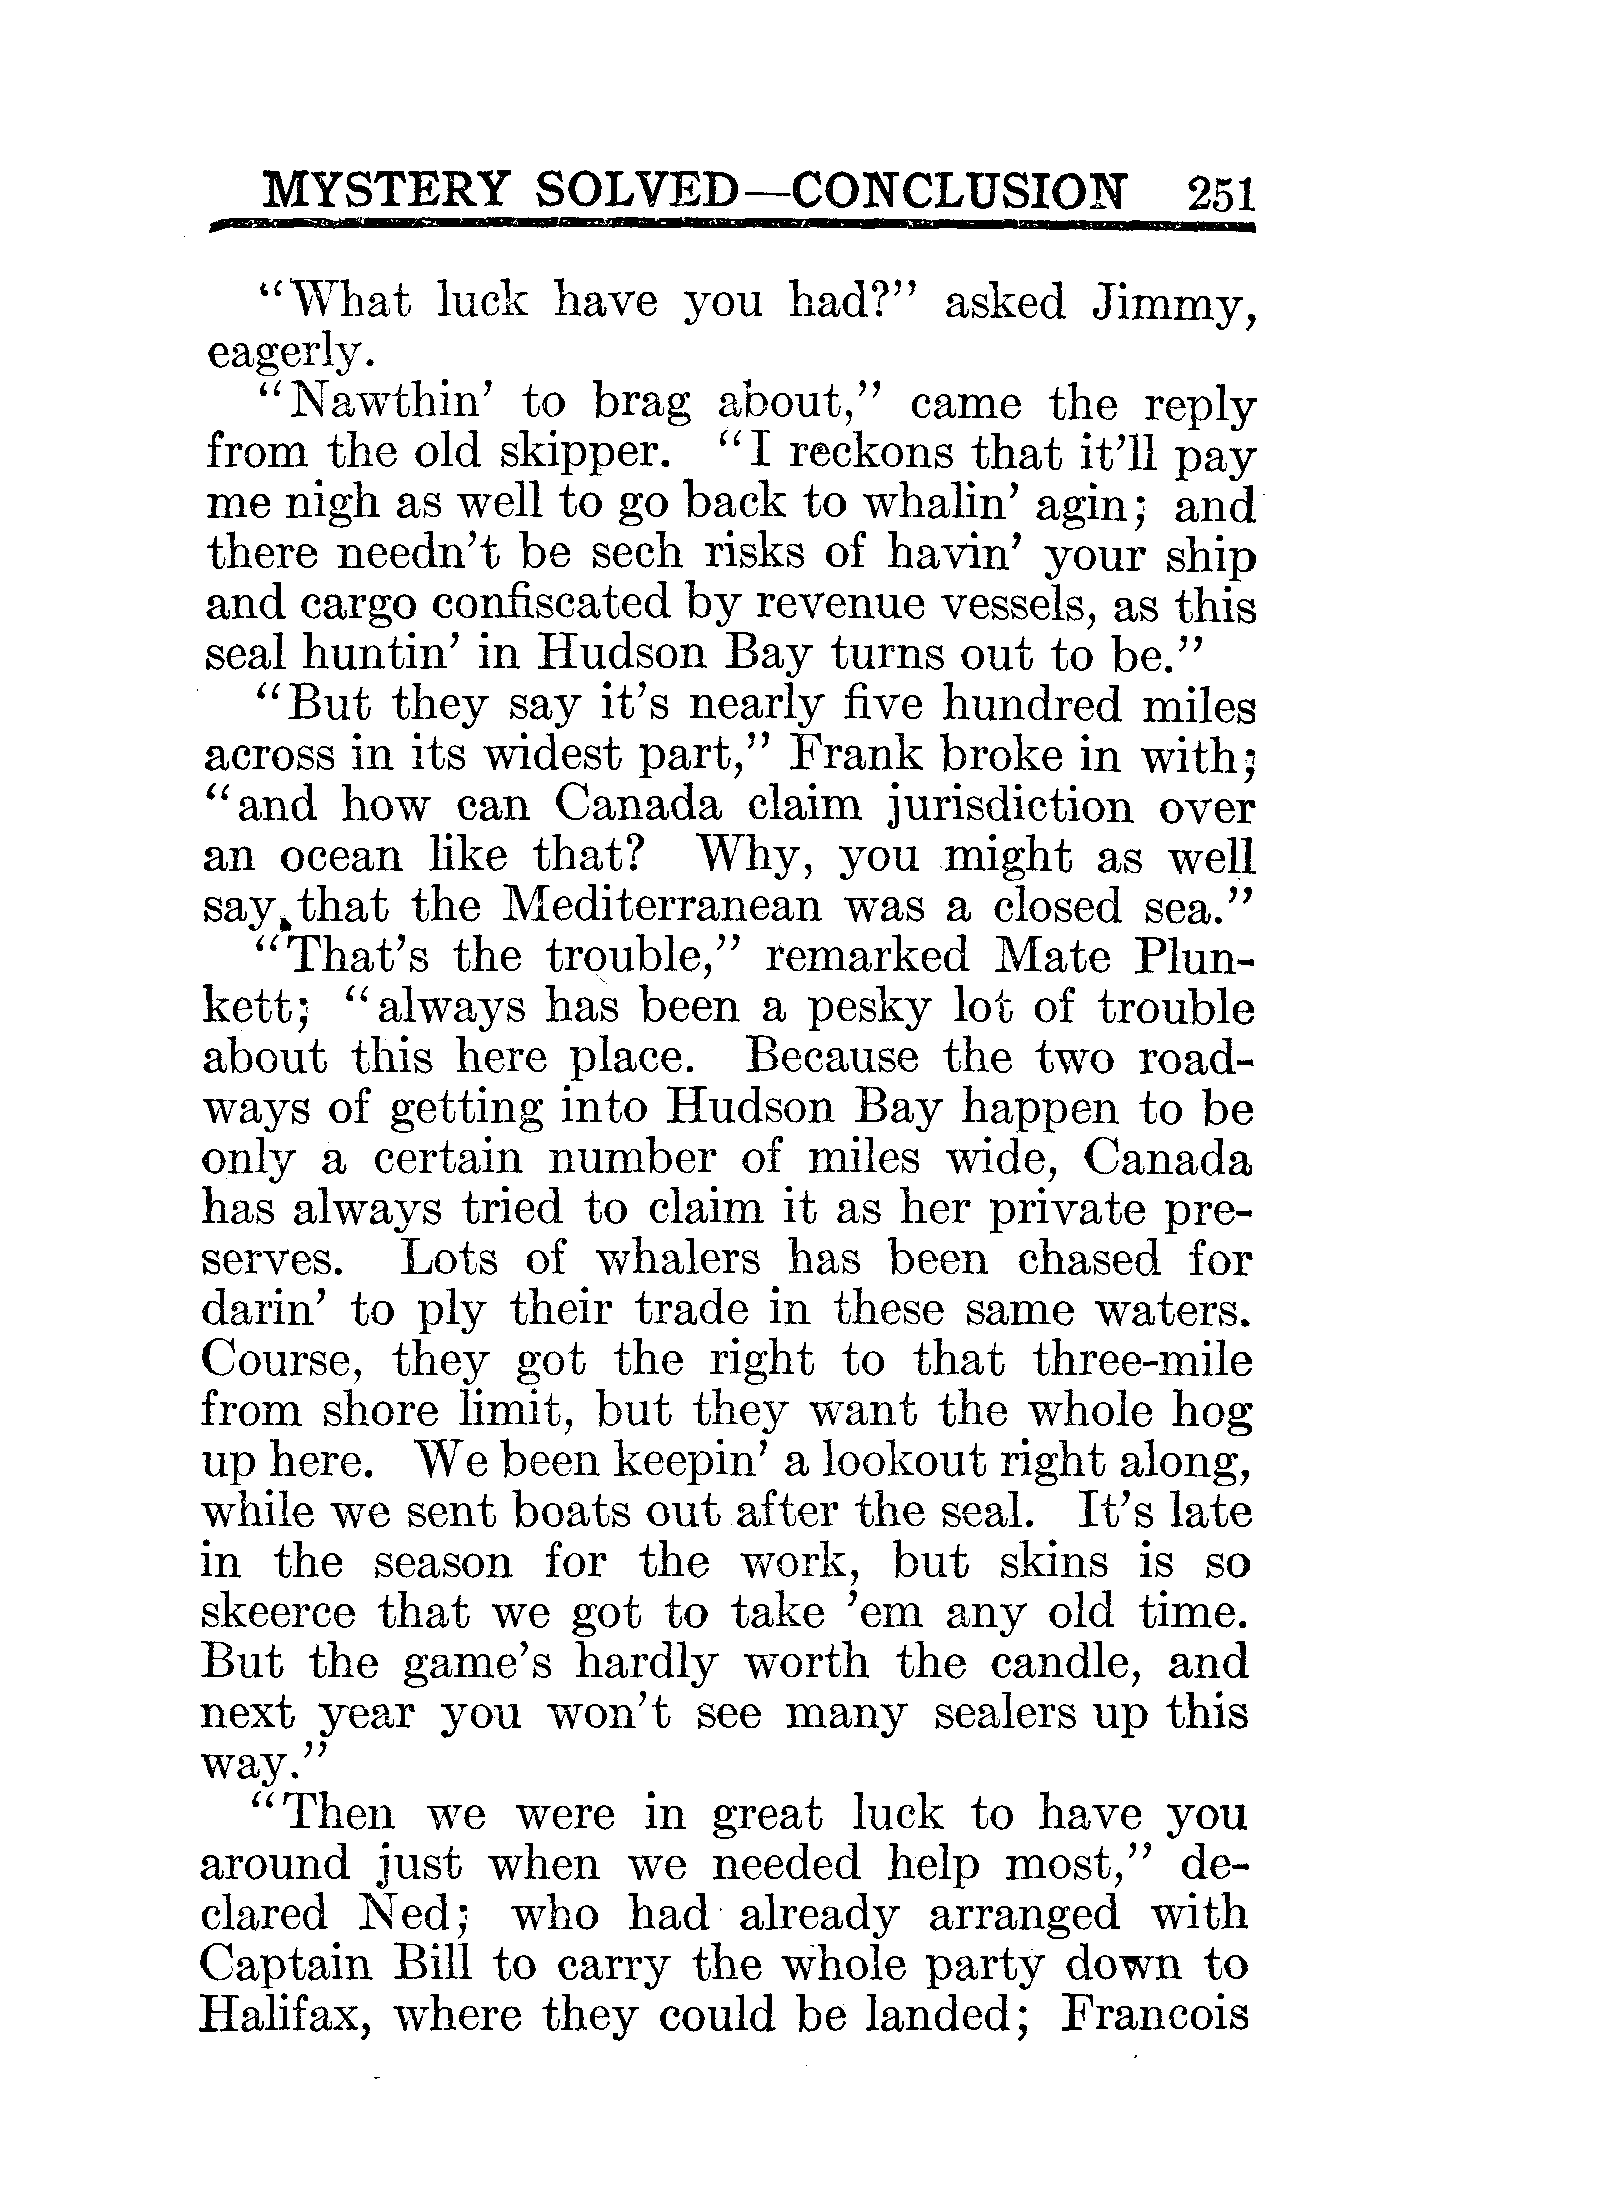 MYSTERY SOLVED—CONCLUSION 251
"What luck have you had?" asked Jimmy,
eagerly.
"Nawthin' to brag about," came the reply
from the old skipper. "I reckons that it'll pay
me nigh as well to go back to whalin' agin; and
there needn't be sech risks of havin' your ship
and cargo confiscated by revenue vessels, as this
seal huntin' in Hudson Bay turns out to be."
"But they say it's nearly five hundred miles
across in its widest part," Frank broke in with;
"and how can Canada claim jurisdiction over
an ocean like that? Why, you might as well
say that the Mediterranean was a closed sea."
"That's the trouble," remarked Mate Plun-
kett; "always has been a pesky lot of trouble
about this here place. Because the two road-
ways of getting into Hudson Bay happen to be
only a certain number of miles wide, Canada
has always tried to claim it as her private pre-
serves. Lots of whalers has been chased for
darin' to ply their trade in these same waters.
Course, they got the right to that three-mile
from shore limit, but they want the whole hog
up here. We been keepin' a lookout right along,
while we sent boats out after the seal. It's late
in the season for the work, but skins is so
skeerce that we got to take 'em any old time.
But the game's hardly worth the candle, and
next year you won't see many sealers up this
way."
"Then we were in great luck to have you
around just when we needed help most," de-
clared Ned; who had already arranged with
Captain Bill to carry the whole party down to
Halifax, where they could be landed; Francois